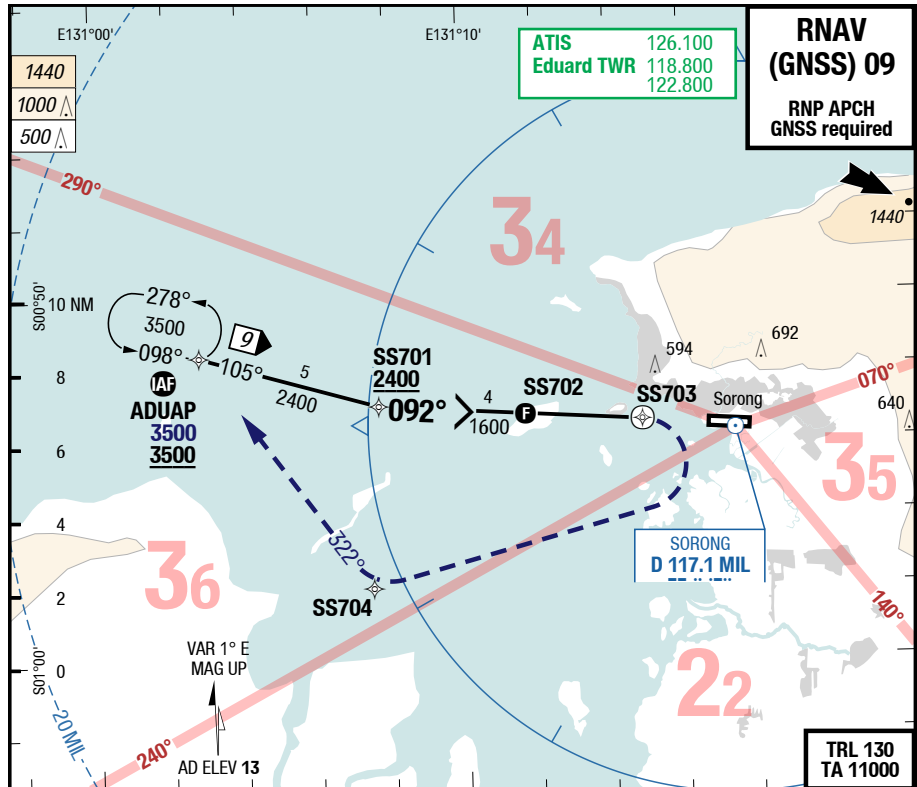 E131°00'
E131°10'
ATIS 126.100
Eduard TWR 118.800
122.800
RNAV
(GNSS) 09
RNP APCH
GNSS required
1440
1000
500
290°
34
1440
S00°50'
10 NM
278°
3500
098°
9
105°
5
2400
IAF
ADUAP
3500
3500
SS701
2400
092°
4
1600
SS702
F
SS703
594
692
Sorong
070°
640
35
8
6
4
2
0
36
322°
SS704
SORONG
D 117.1 MIL
140°
22
S01°00'
VAR 1° E
MAG UP
20 MIL
240°
AD ELEV 13
TRL 130
TA 11000